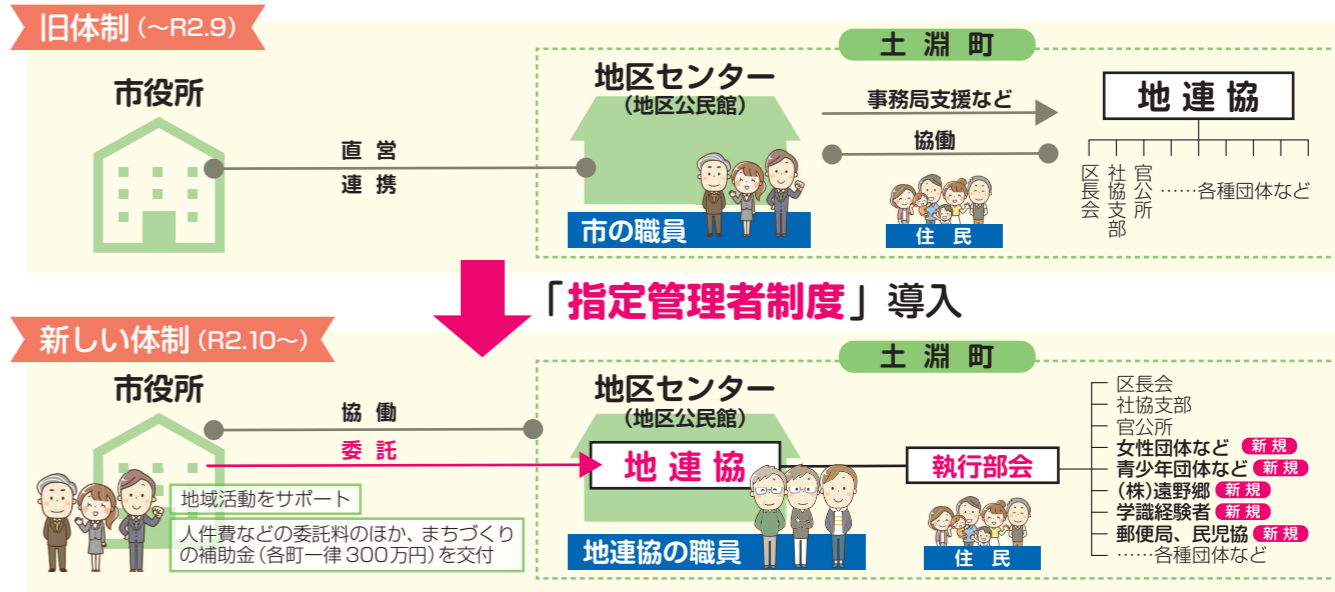 旧体制(～R2.9)
土淵町
市役所
地区センター
(地区公民館)
直営
連携
事務局支援など
協働
地連協
区長会
社協支部
官公所
……各種団体など
市の職員
住民
「指定管理者制度」導入
新しい体制(R2.10～)
土淵町
市役所
地区センター
(地区公民館)
協働
委託
地連協
執行部会
区長会
社協支部
官公所
女性団体など 新規
青少年団体など 新規
(株)遠野郷 新規
学識経験者 新規
郵便局、民児協 新規
……各種団体など
地域活動をサポート
人件費などの委託料のほか、まちづくり
の補助金(各町一律300万円)を交付
地連協の職員
住民